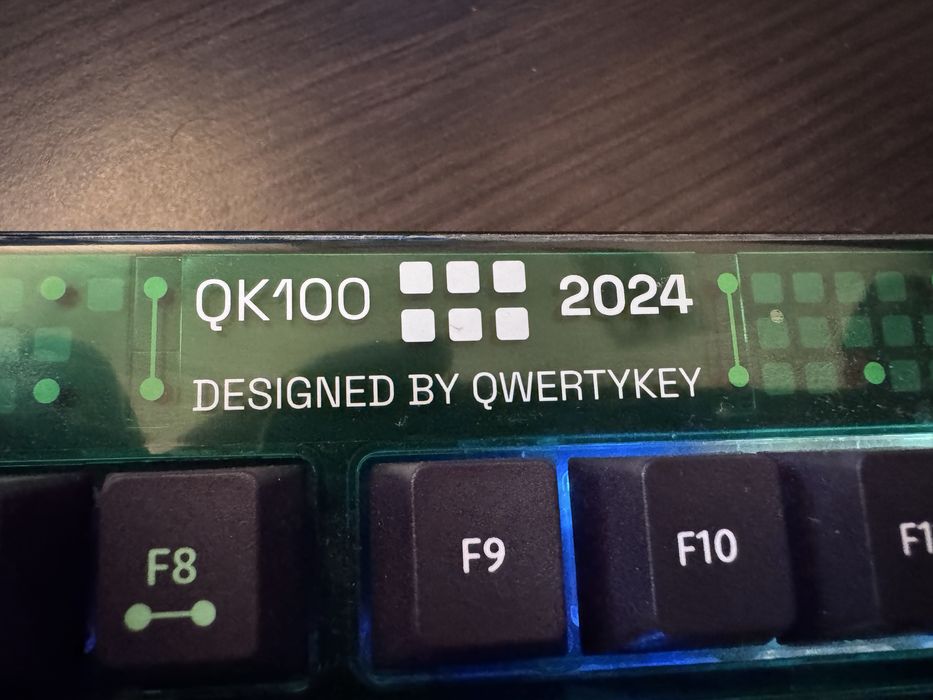 QK100 2024
DESIGNED BY QWERTYKEY
F8 F9 F10